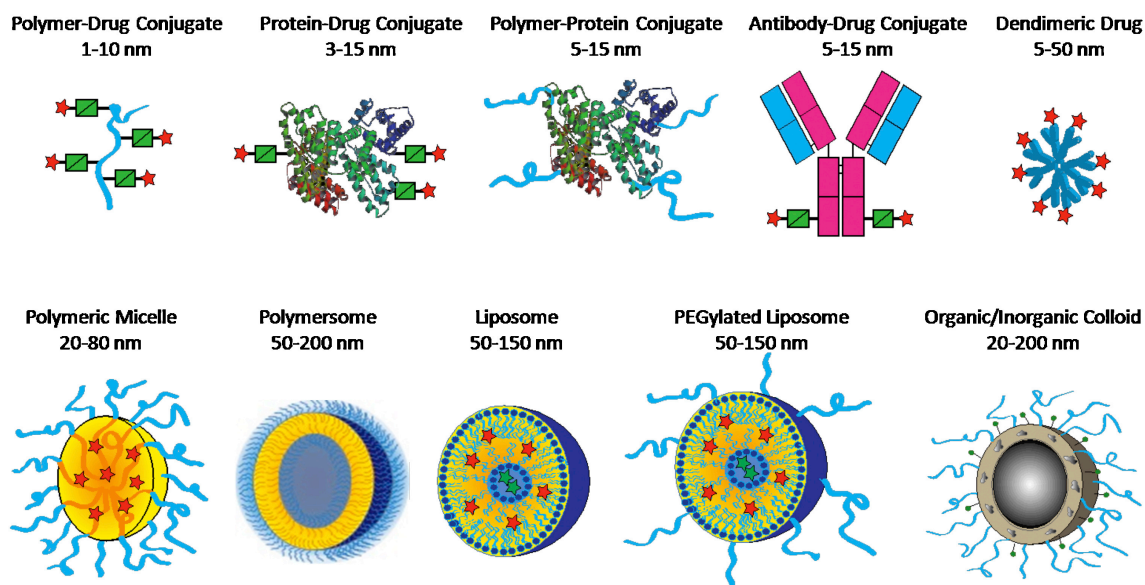 Polymer-Drug Conjugate
1-10 nm
Protein-Drug Conjugate
3-15 nm
Polymer-Protein Conjugate
5-15 nm
Antibody-Drug Conjugate
5-15 nm
Dendimeric Drug
5-50 nm
Polymeric Micelle
20-80 nm
Polymersome
50-200 nm
Liposome
50-150 nm
PEGylated Liposome
50-150 nm
Organic/Inorganic Colloid
20-200 nm